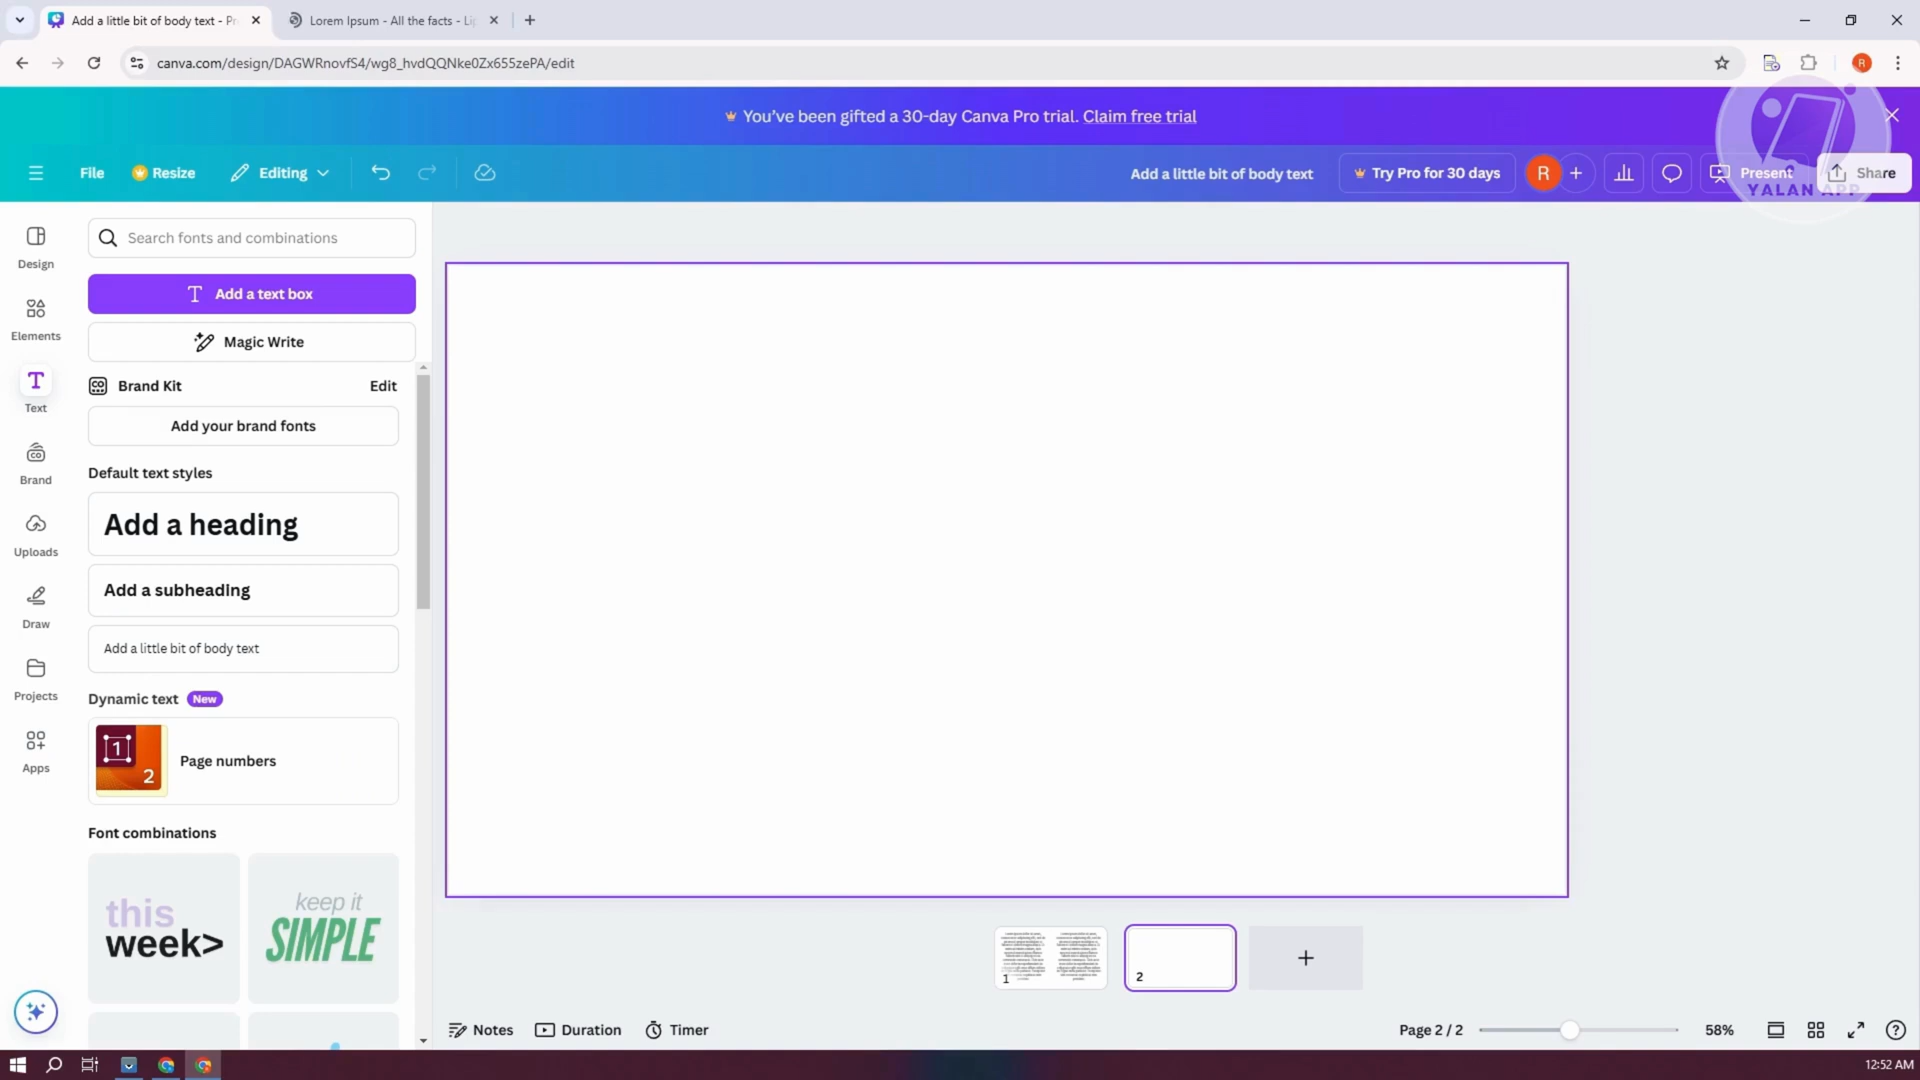 Add a little bit of body text - Pr
Lorem Ipsum - All the facts - Li
canva.com/design/DAGWRnovfS4/wg8_hvdQQNke0Zx655zePA/edit
R
You've been gifted a 30-day Canva Pro trial. Claim free trial
File
Resize
Editing
Add a little bit of body text
Try Pro for 30 days
R
Present
Share
YALAN APP
Design
Elements
Text
Brand
Uploads
Draw
Projects
Apps
Search fonts and combinations
Add a text box
Magic Write
Brand Kit
Edit
Add your brand fonts
Default text styles
Add a heading
Add a subheading
Add a little bit of body text
Dynamic text New
1
2
Page numbers
Font combinations
this
week>
keep it
SIMPLE
1
2
Notes
Duration
Timer
Page 2 / 2
58%
12:52 AM